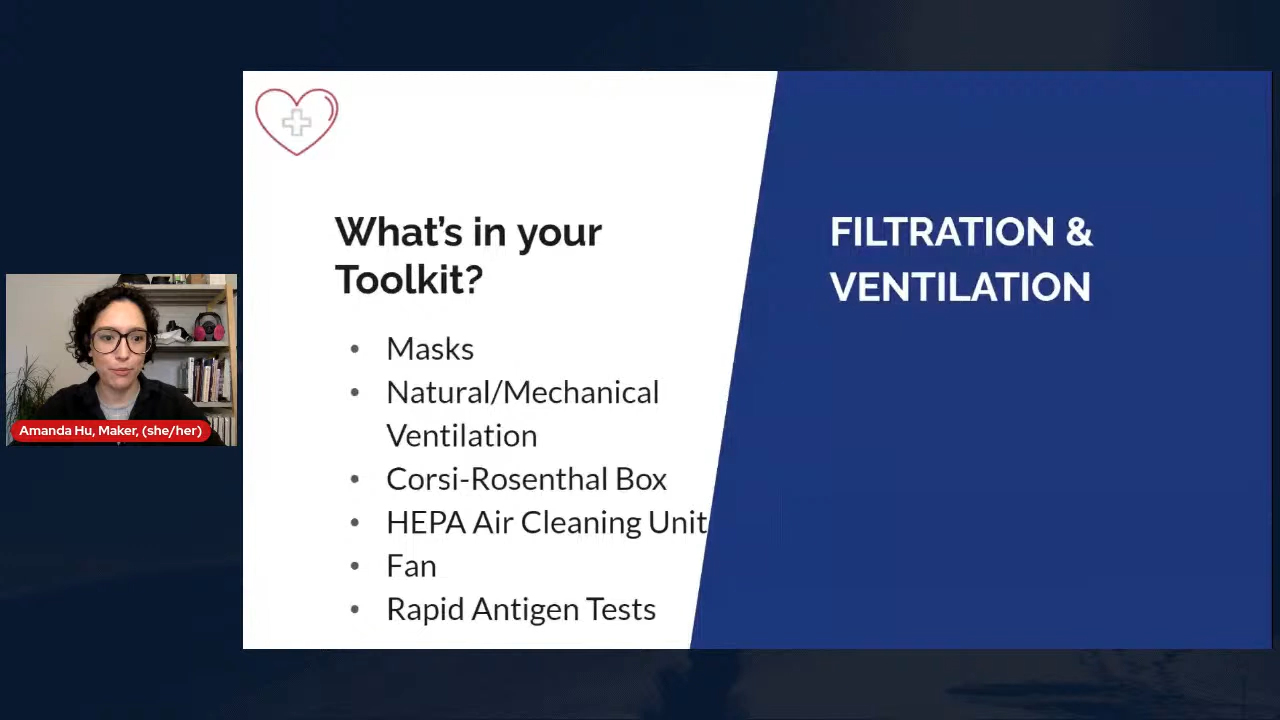 What's in your
Toolkit?
• Masks
• Natural/Mechanical
Ventilation
• Corsi-Rosenthal Box
• HEPA Air Cleaning Unit
• Fan
• Rapid Antigen Tests
FILTRATION &
VENTILATION
Amanda Hu, Maker, (she/her)